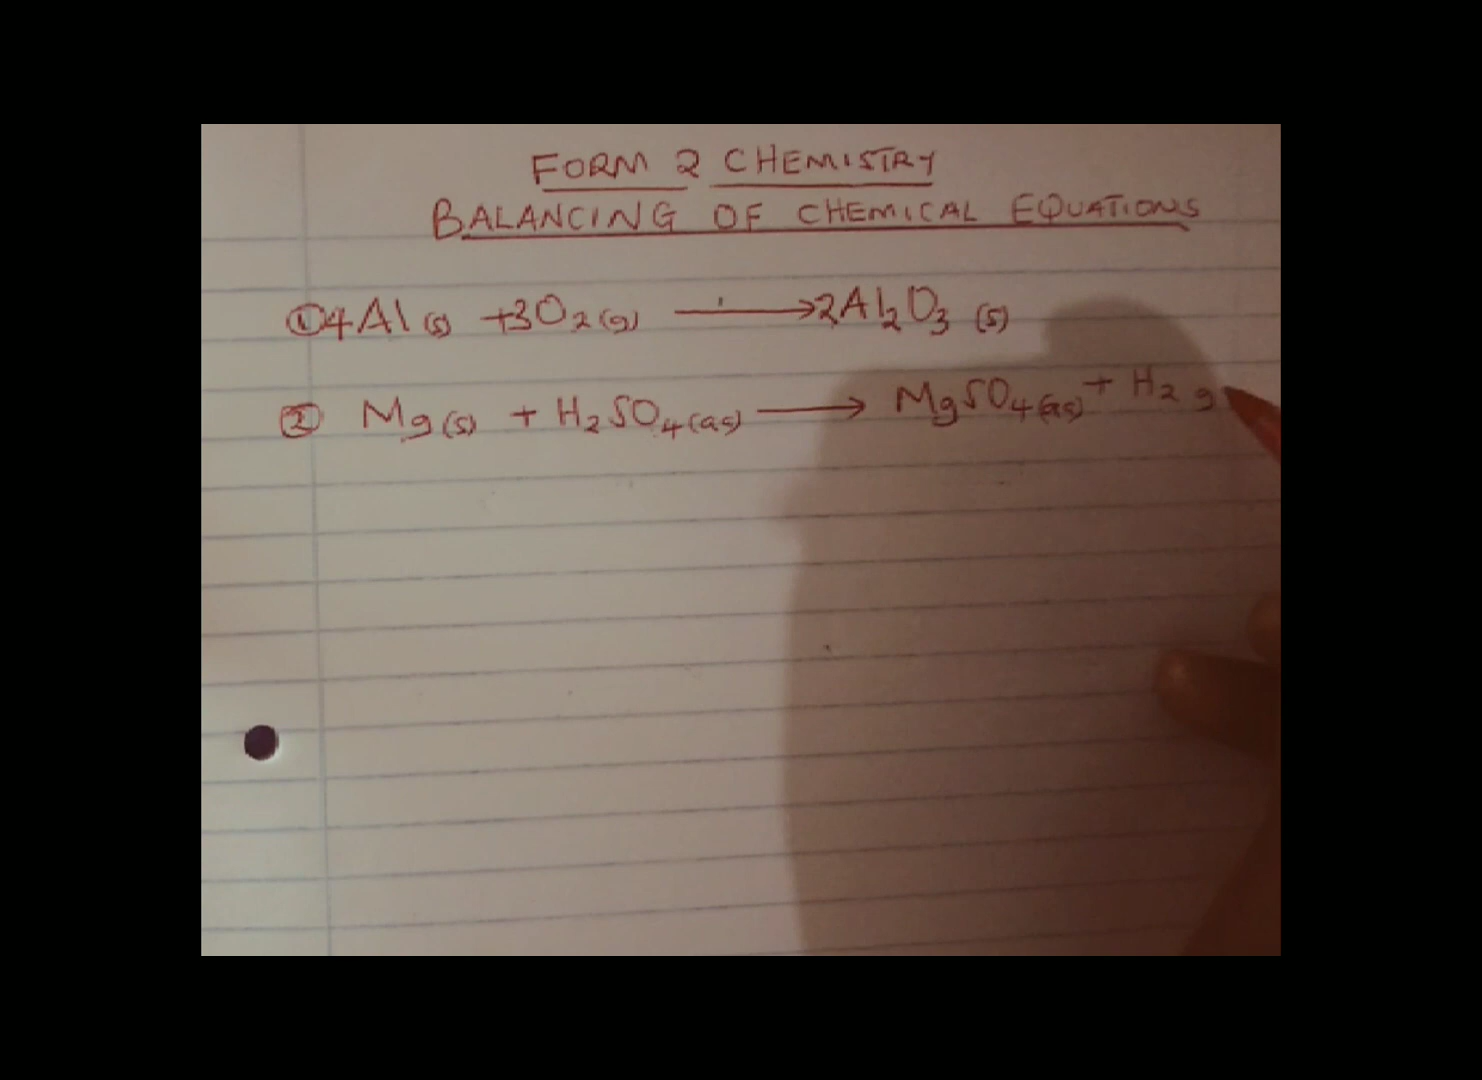 FORM 2 CHEMISTRY
BALANCING OF CHEMICAL EQUATIONS
① 4Al(s) + 3O₂(g) ⟶ 2Al₂O₃ (s)
② Mg(s) + H₂SO₄(aq) ⟶ MgSO₄(aq) + H₂ g